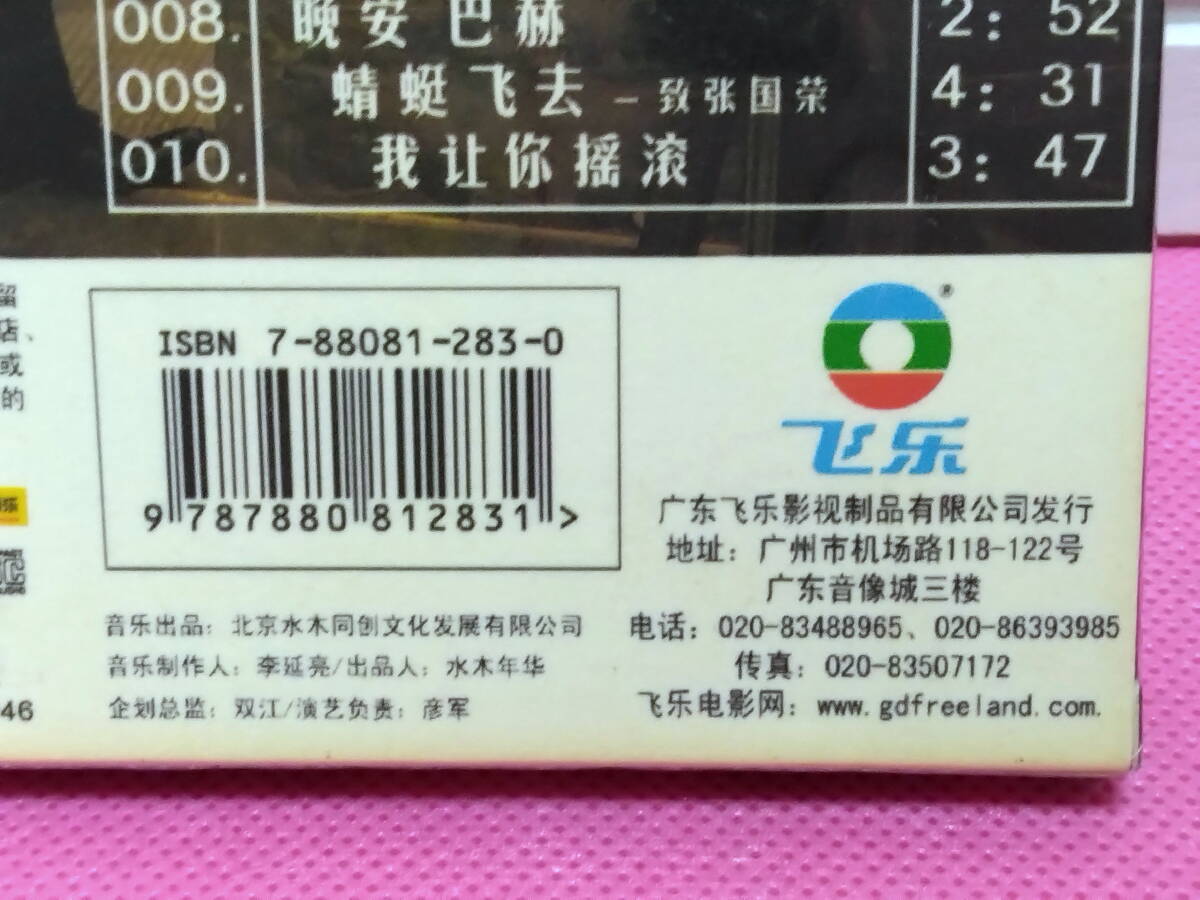 008. 晚安 巴赫 2: 52
009. 蜻蜓飞去 -致张国荣 4: 31
010. 我让你摇滚 3: 47
留
店、
或
的
ISBN 7-88081-283-0
9 787880 812831 >
®
飞乐
广东飞乐影视制品有限公司发行
地址: 广州市机场路118-122号
广东音像城三楼
电话: 020-83488965、020-86393985
传真: 020-83507172
飞乐电影网: www.gdfreeland.com.
音乐出品: 北京水木同创文化发展有限公司
音乐制作人: 李延亮/出品人: 水木年华
企划总监: 双江/演艺负责: 彦军
46